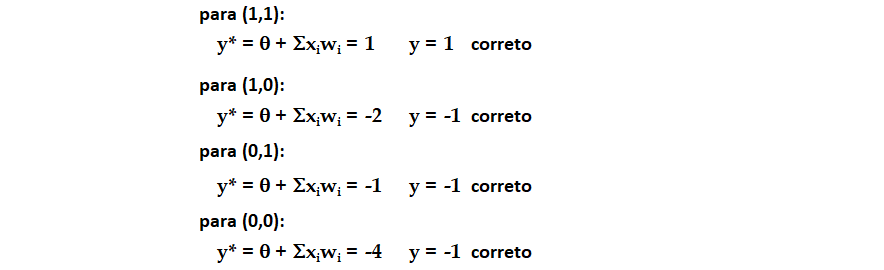 para (1,1):
y* = θ + Σxᵢwᵢ = 1 y = 1 correto
para (1,0):
y* = θ + Σxᵢwᵢ = -2 y = -1 correto
para (0,1):
y* = θ + Σxᵢwᵢ = -1 y = -1 correto
para (0,0):
y* = θ + Σxᵢwᵢ = -4 y = -1 correto